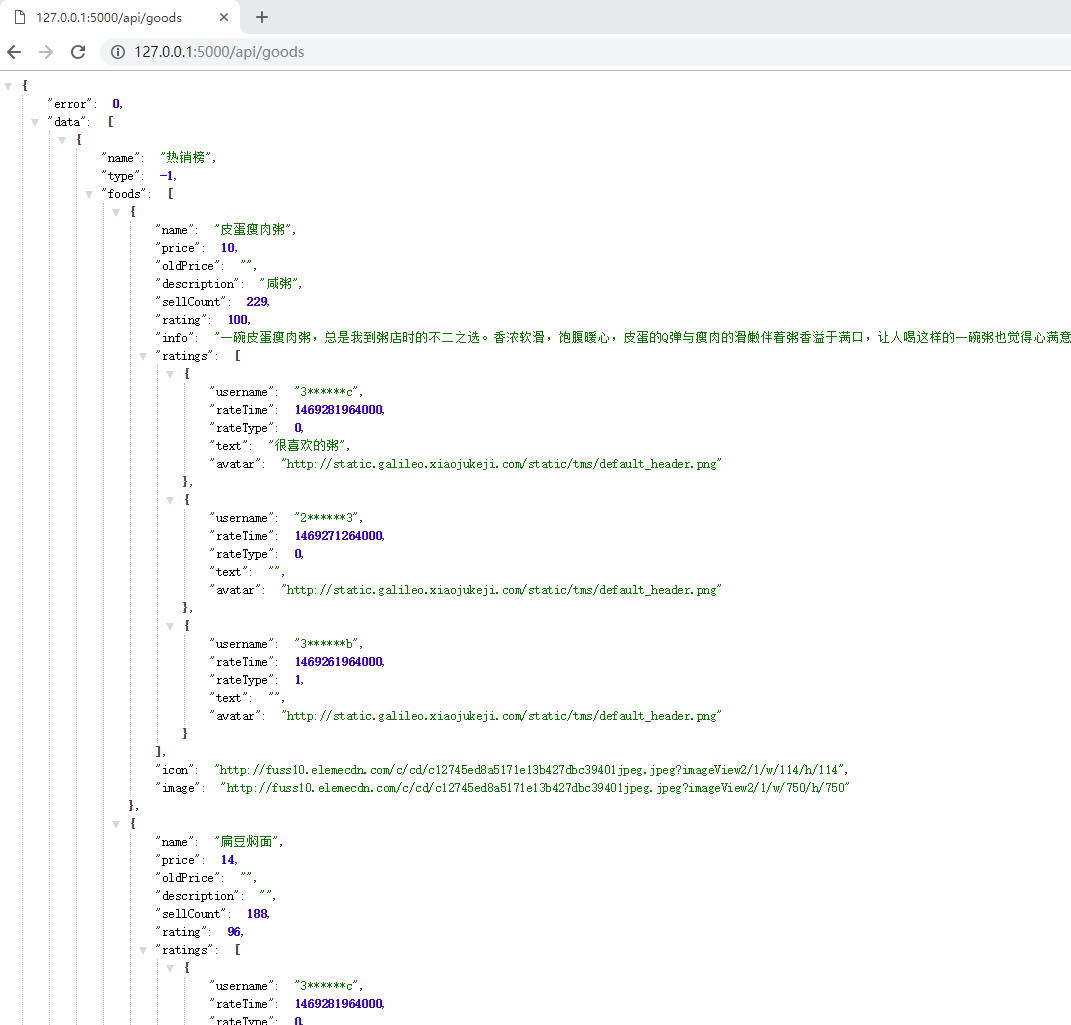 127.0.0.1:5000/api/goods
127.0.0.1:5000/api/goods
{
"error": 0,
"data": [
{
"name": "热销榜",
"type": -1,
"foods": [
{
"name": "皮蛋瘦肉粥",
"price": 10,
"oldPrice": "",
"description": "咸粥",
"sellCount": 229,
"rating": 100,
"info": "一碗皮蛋瘦肉粥，总是我到粥店时的不二之选。香浓软滑，饱腹暖心，皮蛋的Q弹与瘦肉的滑嫩伴着粥香溢于满口，让人喝这样的一碗粥也觉得心满意
"ratings": [
{
"username": "3******c",
"rateTime": 1469281964000,
"rateType": 0,
"text": "很喜欢的粥",
"avatar": "http://static.galileo.xiaojukeji.com/static/tms/default_header.png"
},
{
"username": "2******3",
"rateTime": 1469271264000,
"rateType": 0,
"text": "",
"avatar": "http://static.galileo.xiaojukeji.com/static/tms/default_header.png"
},
{
"username": "3******b",
"rateTime": 1469261964000,
"rateType": 1,
"text": "",
"avatar": "http://static.galileo.xiaojukeji.com/static/tms/default_header.png"
}
],
"icon": "http://fuss10.elemecdn.com/c/cd/c12745ed8a5171e13b427dbc39401jpeg.jpeg?imageView2/1/w/114/h/114",
"image": "http://fuss10.elemecdn.com/c/cd/c12745ed8a5171e13b427dbc39401jpeg.jpeg?imageView2/1/w/750/h/750"
},
{
"name": "扁豆焖面",
"price": 14,
"oldPrice": "",
"description": "",
"sellCount": 188,
"rating": 96,
"ratings": [
{
"username": "3******c",
"rateTime": 1469281964000,
"rateType": 0,